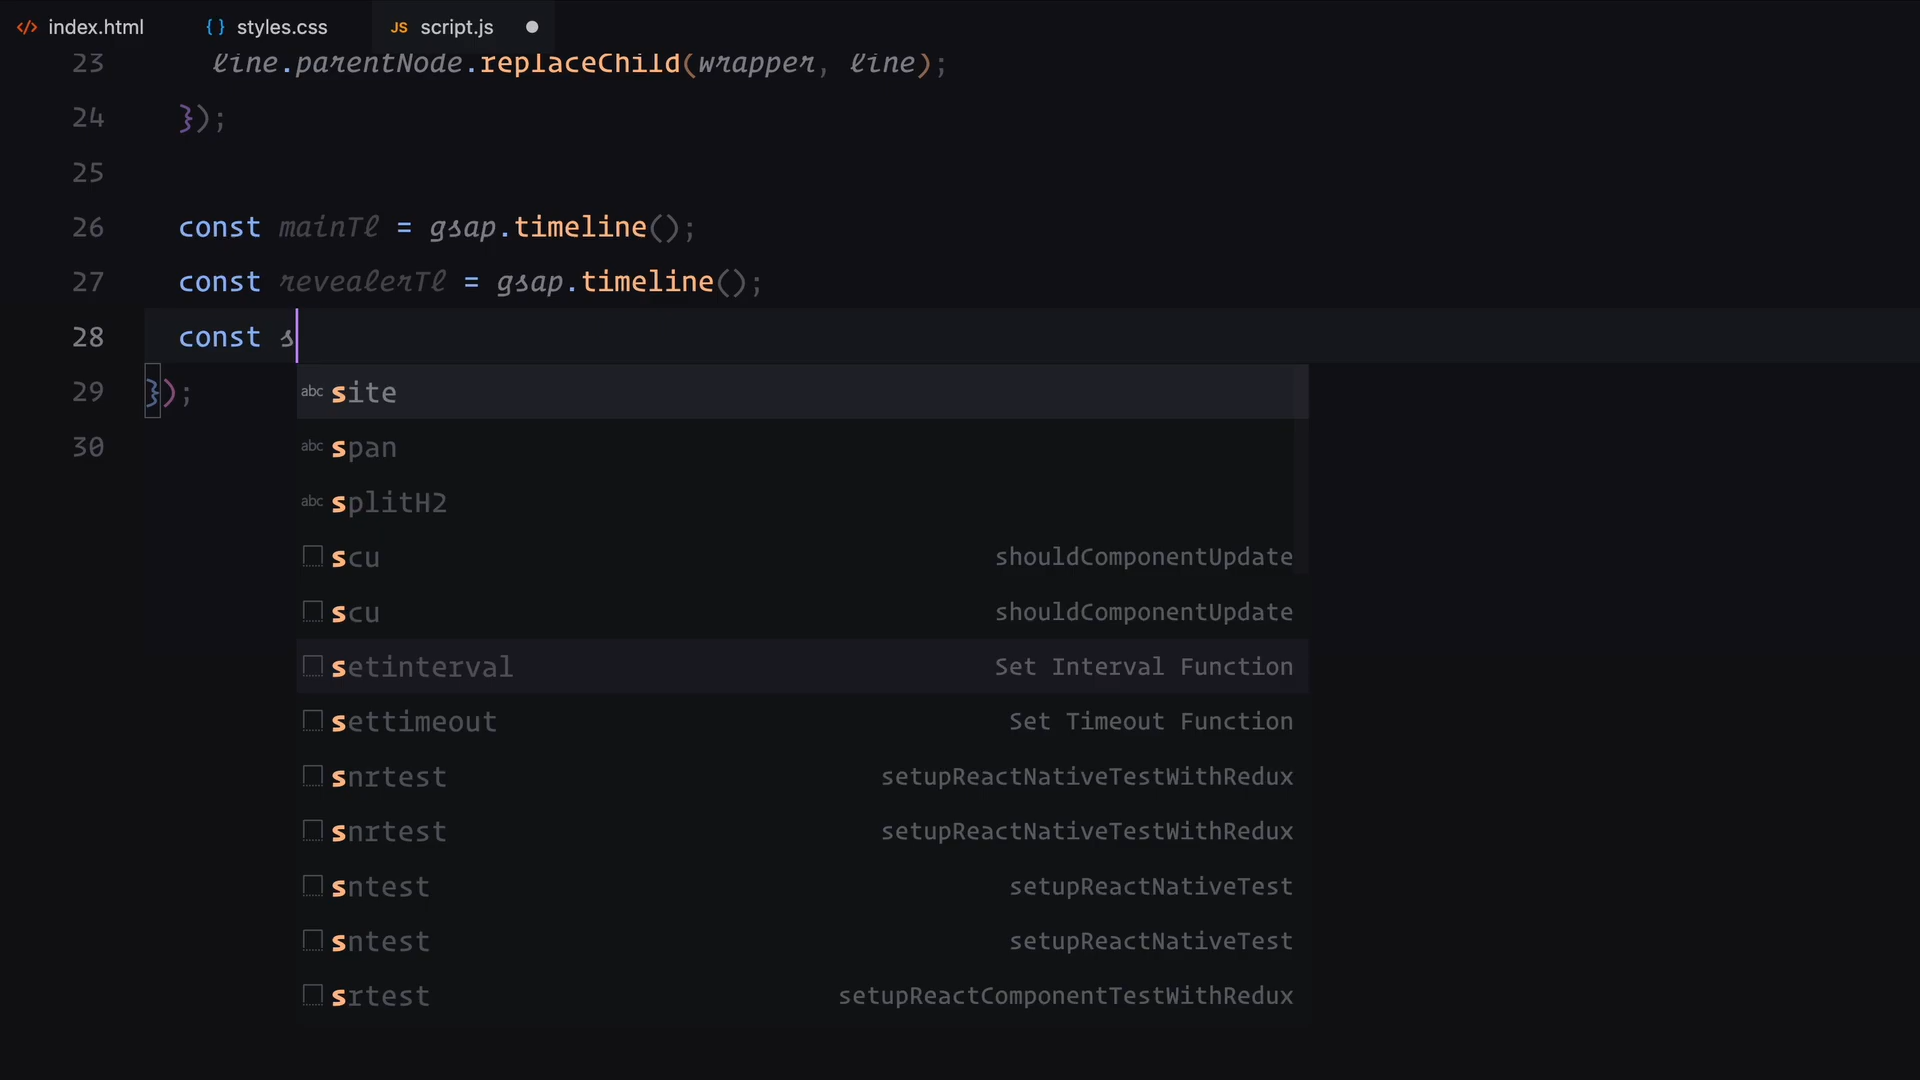 index.html
styles.css
JS script.js
23 line.parentNode.replaceChild(wrapper, line);
24 });
25
26 const mainTl = gsap.timeline();
27 const revealerTl = gsap.timeline();
28 const s
29 });
30
abc site
abc span
abc splitH2
scu shouldComponentUpdate
scu shouldComponentUpdate
setinterval Set Interval Function
settimeout Set Timeout Function
snrtest setupReactNativeTestWithRedux
snrtest setupReactNativeTestWithRedux
sntest setupReactNativeTest
sntest setupReactNativeTest
srtest setupReactComponentTestWithRedux